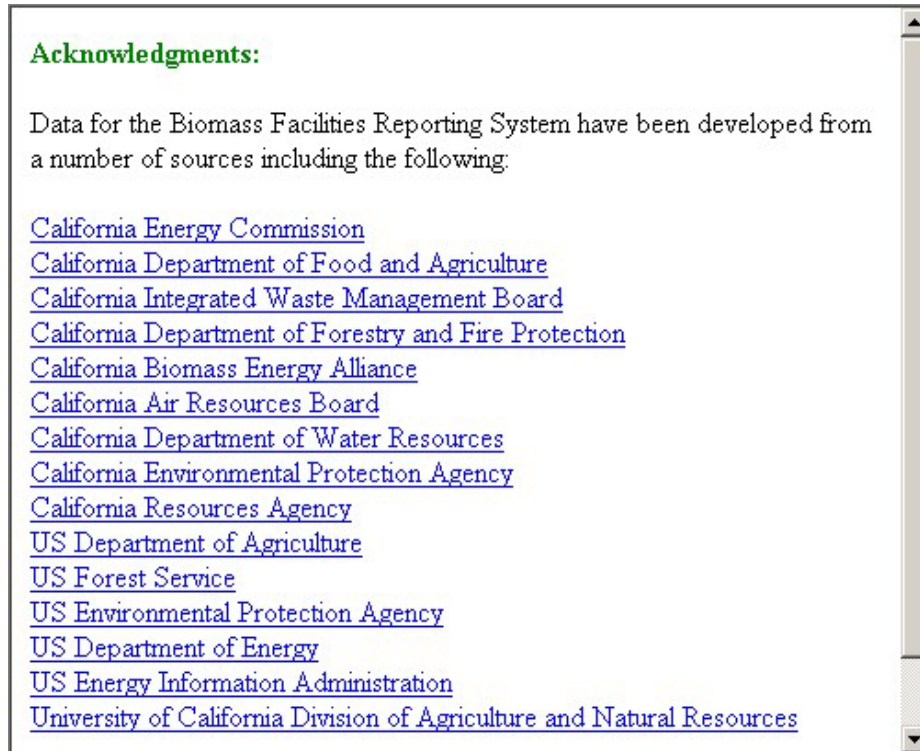 Acknowledgments:
Data for the Biomass Facilities Reporting System have been developed from
a number of sources including the following:
California Energy Commission
California Department of Food and Agriculture
California Integrated Waste Management Board
California Department of Forestry and Fire Protection
California Biomass Energy Alliance
California Air Resources Board
California Department of Water Resources
California Environmental Protection Agency
California Resources Agency
US Department of Agriculture
US Forest Service
US Environmental Protection Agency
US Department of Energy
US Energy Information Administration
University of California Division of Agriculture and Natural Resources